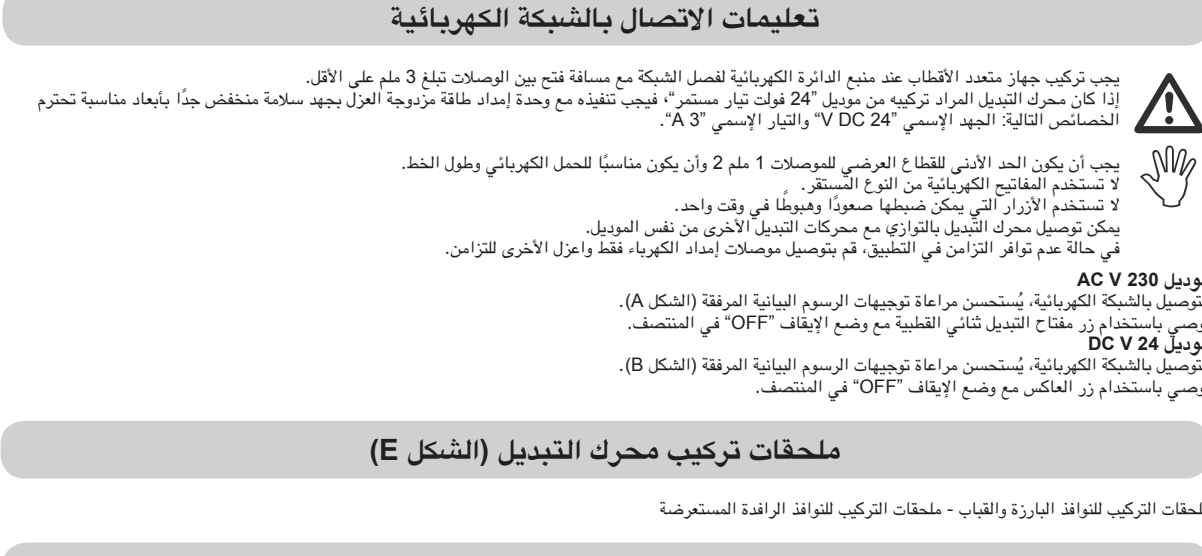 تعليمات الاتصال بالشبكة الكهربائية
يجب تركيب جهاز متعدد الأقطاب عند منبع الدائرة الكهربائية لفصل الشبكة مع مسافة فتح بين الوصلات تبلغ 3 ملم على الأقل.
إذا كان محرك التبديل المراد تركيبه من موديل “24 فولت تيار مستمر“، فيجب تنفيذه مع وحدة إمداد طاقة مزدوجة العزل بجهد سلامة منخفض جدًا بأبعاد مناسبة تحترم
الخصائص التالية: الجهد الإسمي “24 V DC“ والتيار الإسمي “3 A“.
يجب أن يكون الحد الأدنى للقطاع العرضي للموصلات 1 ملم 2 وأن يكون مناسبًا للحمل الكهربائي وطول الخط.
لا تستخدم المفاتيح الكهربائية من النوع المستقر.
لا تستخدم الأزرار التي يمكن ضبطها صعودًا وهبوطًا في وقت واحد.
يمكن توصيل محرك التبديل بالتوازي مع محركات التبديل الأخرى من نفس الموديل.
في حالة عدم توافر التزامن في التطبيق، قم بتوصيل موصلات إمداد الكهرباء فقط واعزل الأخرى للتزامن.
وديل 230 AC V
توصيل بالشبكة الكهربائية، يُستحسن مراعاة توجيهات الرسوم البيانية المرفقة (الشكل A).
وصي باستخدام زر مفتاح التبديل ثنائي القطبية مع وضع الإيقاف “OFF“ في المنتصف.
وديل 24 DC V
توصيل بالشبكة الكهربائية، يُستحسن مراعاة توجيهات الرسوم البيانية المرفقة (الشكل B).
وصي باستخدام زر العاكس مع وضع الإيقاف “OFF“ في المنتصف.
ملحقات تركيب محرك التبديل (الشكل E)
لحقات التركيب للنوافذ البارزة والقباب - ملحقات التركيب للنوافذ الرافدة المستعرضة